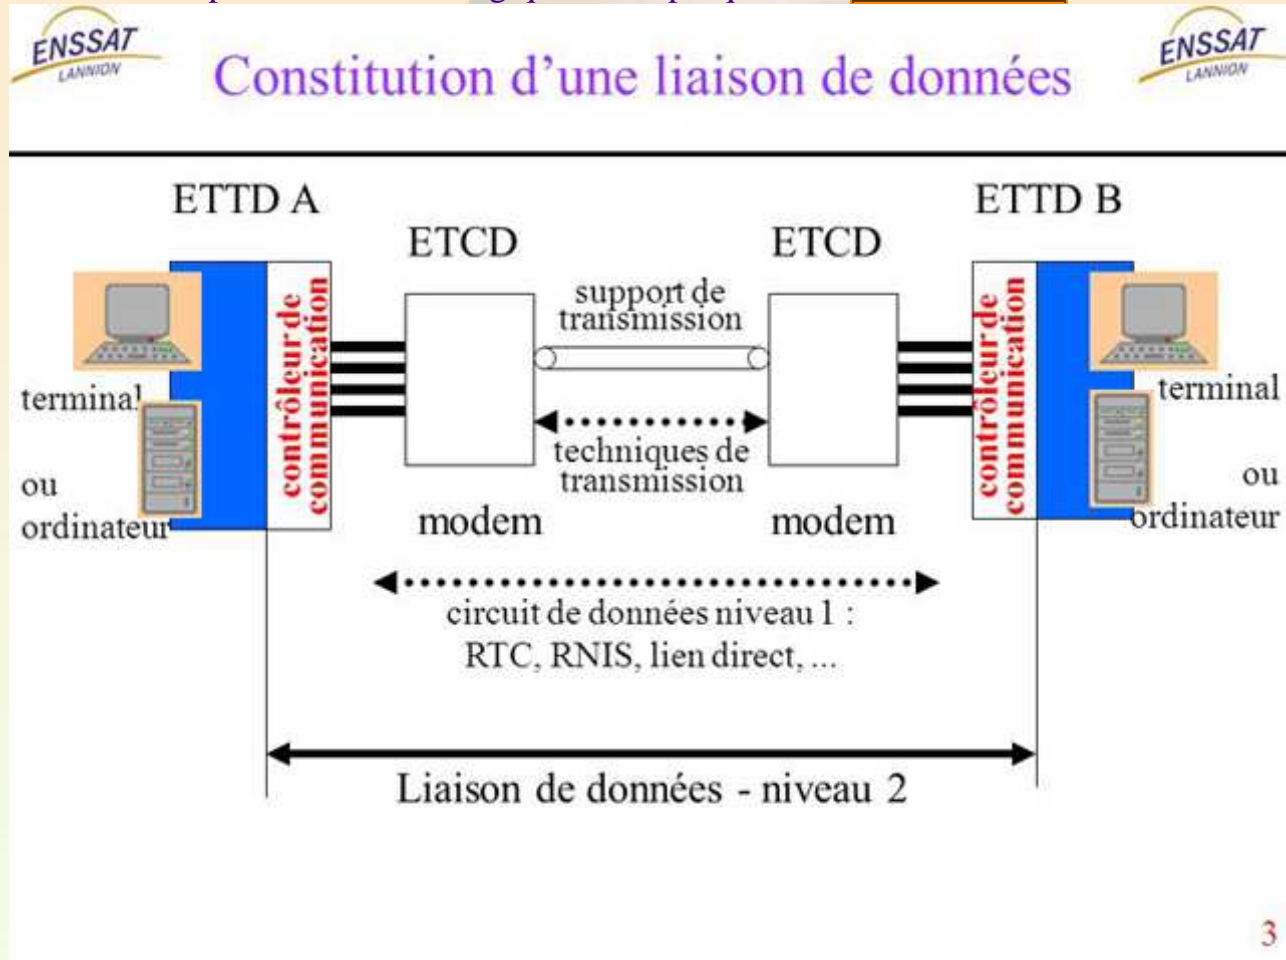 ENSSAT
LANNION
ENSSAT
LANNION
Constitution d'une liaison de données
ETTD A
ETTD B
ETCD
ETCD
support de
transmission
contrôleur de
communication
contrôleur de
communication
terminal
terminal
techniques de
transmission
ou
ordinateur
ou
ordinateur
modem
modem
circuit de données niveau 1 :
RTC, RNIS, lien direct, ...
Liaison de données - niveau 2
3